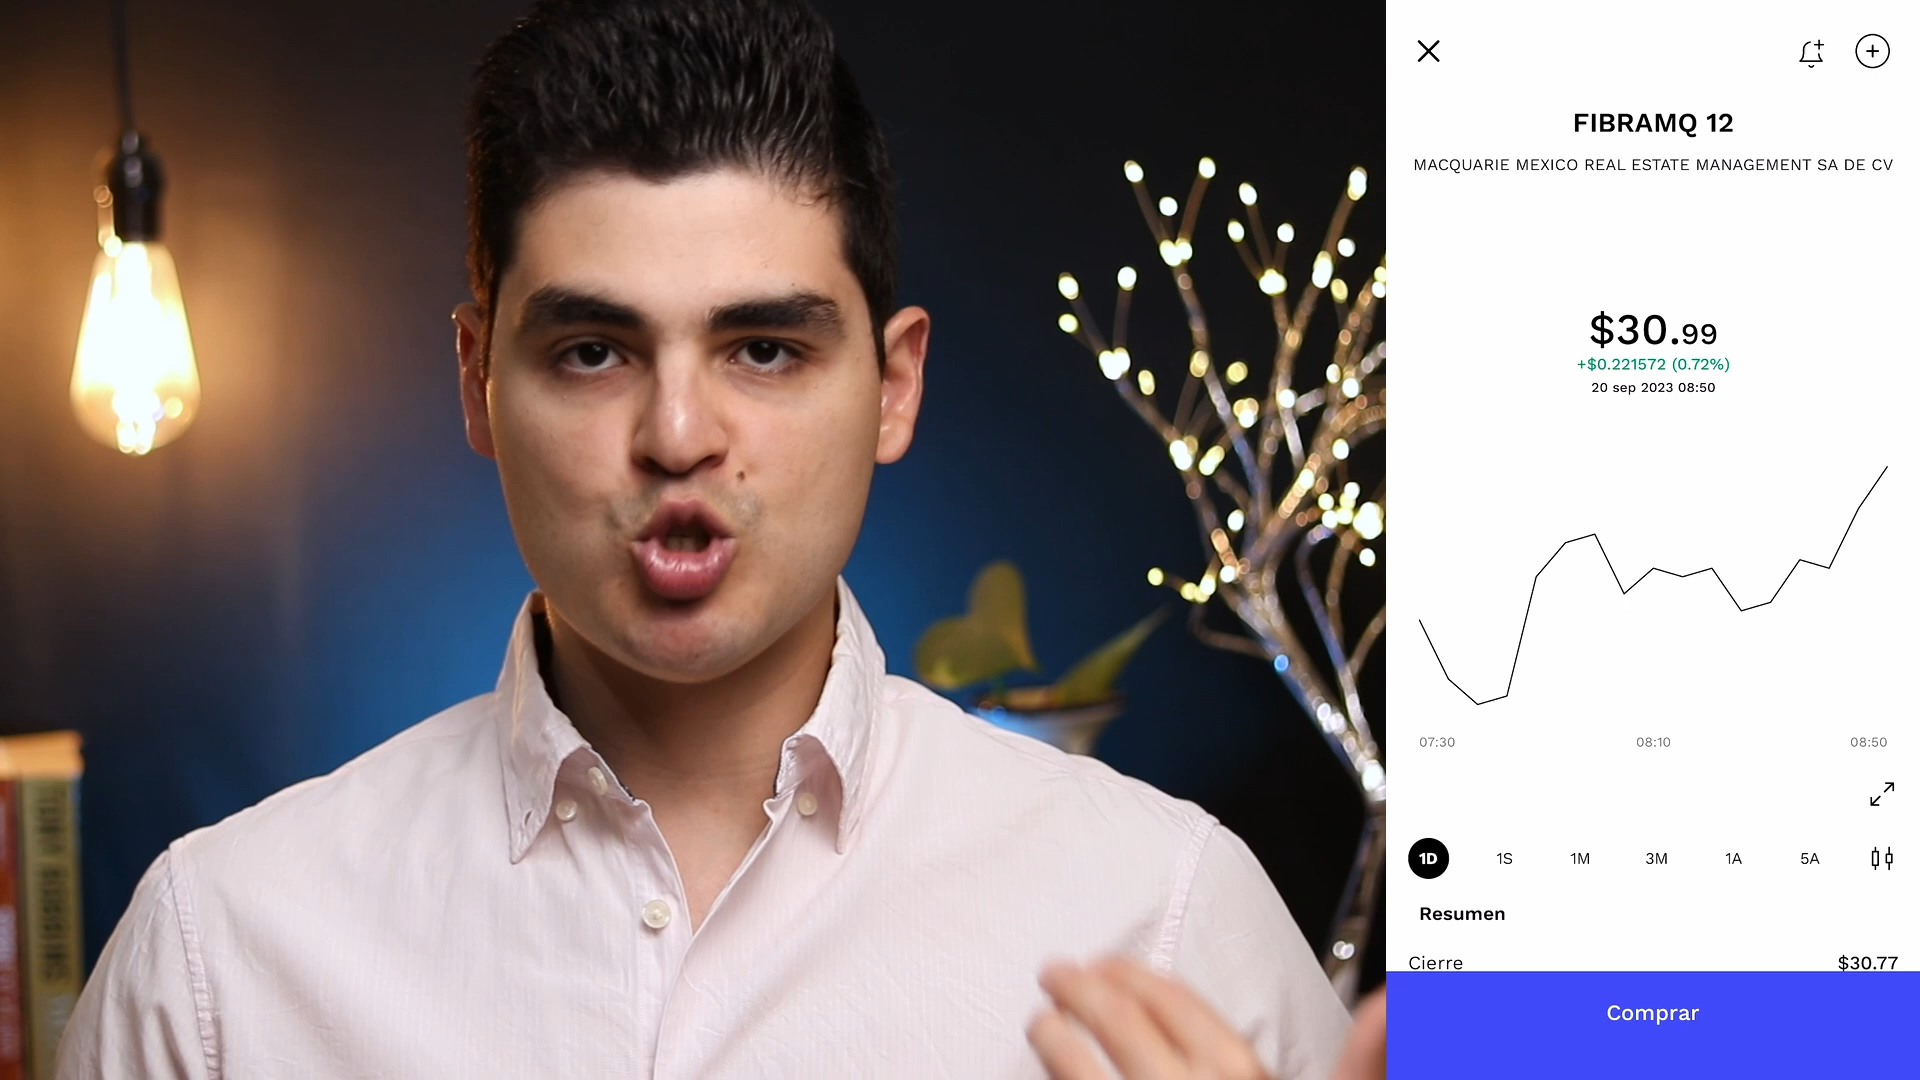 FIBRAMQ 12
MACQUARIE MEXICO REAL ESTATE MANAGEMENT SA DE CV
$30.99
+$0.221572 (0.72%)
20 sep 2023 08:50
07:30 08:10 08:50
1D 1S 1M 3M 1A 5A
Resumen
Cierre $30.77
Comprar